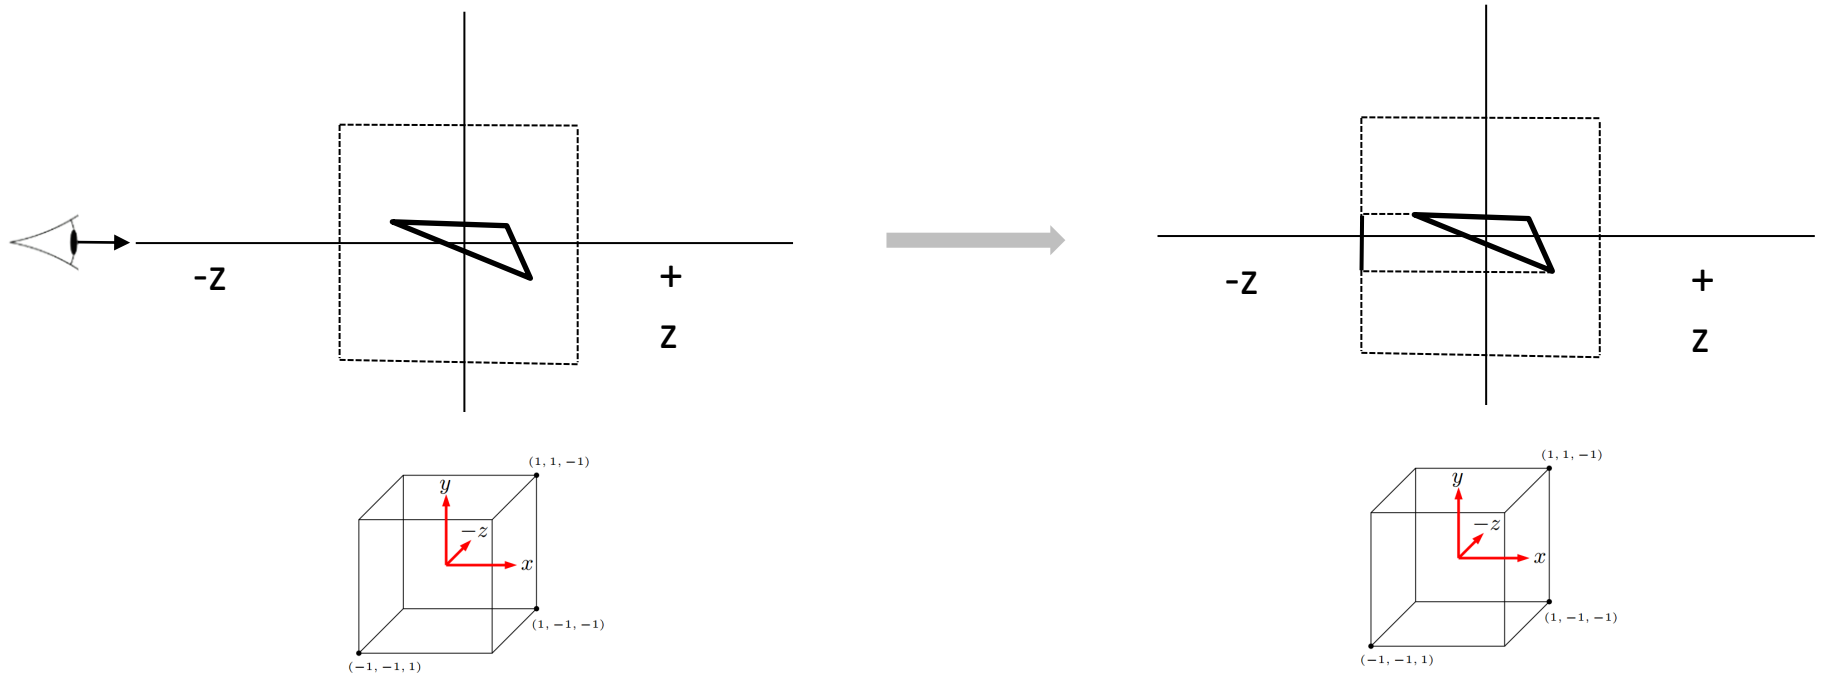 -z
+
z
-z
+
z
(1, 1, −1)
y
−z
x
(1, −1, −1)
(−1, −1, 1)
(1, 1, −1)
y
−z
x
(1, −1, −1)
(−1, −1, 1)